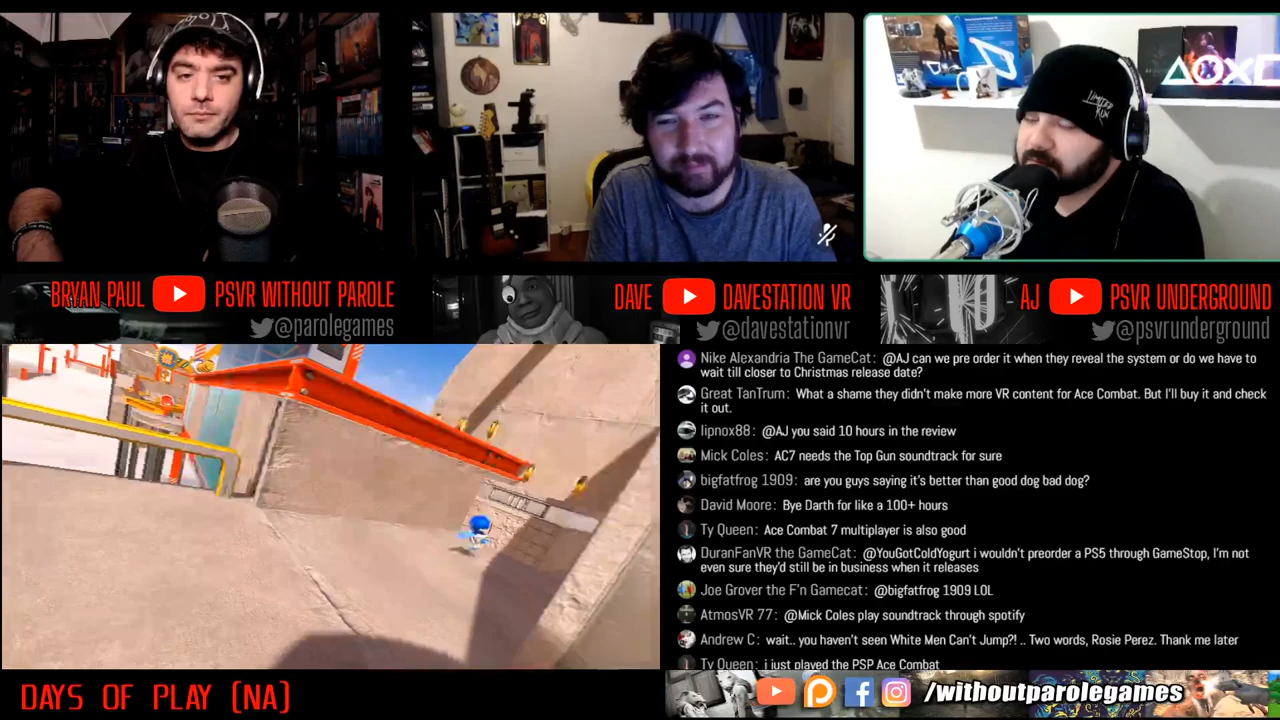 LIMITED RUN
BRYAN PAUL PSVR WITHOUT PAROLE
@parolegames
DAVE DAVESTATION VR
@davestationvr
AJ PSVR UNDERGROUND
@psvrunderground
Nike Alexandria The GameCat: @AJ can we pre order it when they reveal the system or do we have to
wait till closer to Christmas release date?
Great TanTrum: What a shame they didn't make more VR content for Ace Combat. But I'll buy it and check
it out.
lipnox88: @AJ you said 10 hours in the review
Mick Coles: AC7 needs the Top Gun soundtrack for sure
bigfatfrog 1909: are you guys saying it's better than good dog bad dog?
David Moore: Bye Darth for like a 100+ hours
Ty Queen: Ace Combat 7 multiplayer is also good
DuranFanVR the GameCat: @YouGotColdYogurt i wouldn't preorder a PS5 through GameStop, I'm not
even sure they'd still be in business when it releases
Joe Grover the F'n Gamecat: @bigfatfrog 1909 LOL
AtmosVR 77: @Mick Coles play soundtrack through spotify
Andrew C: wait.. you haven't seen White Men Can't Jump?! .. Two words, Rosie Perez. Thank me later
Ty Queen: i just played the PSP Ace Combat
DAYS OF PLAY (NA)
/withoutparolegames